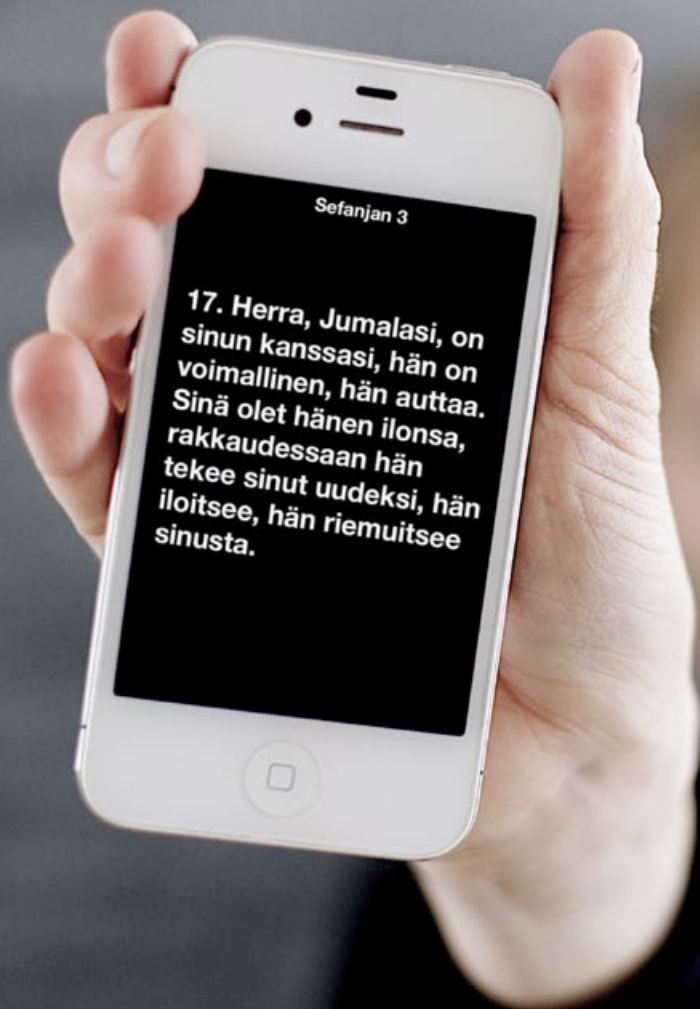 Sefanjan 3
17. Herra, Jumalasi, on
sinun kanssasi, hän on
voimallinen, hän auttaa.
Sinä olet hänen ilonsa,
rakkaudessaan hän
tekee sinut uudeksi, hän
iloitsee, hän riemuitsee
sinusta.